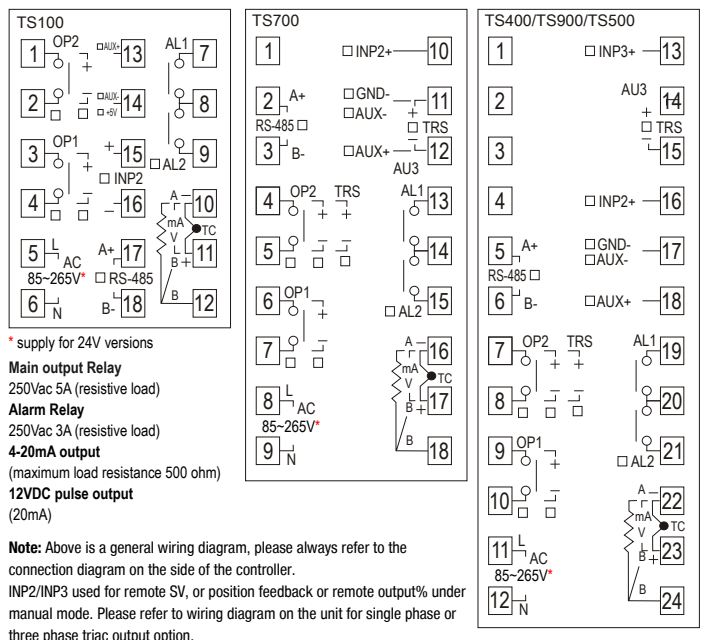 TS100
1 OP2 + □AUX+ 13 AL1 7
2 □ □ □AUX- □+5V 14 8
3 OP1 + + 15 9
□AL2
□ INP2
4 □ □ – 16 A – 10
mA V TC
5 L AC A+ 17 B + 11
85~265V* □ RS-485
6 N B- 18 B 12
TS700
1 □ INP2+ 10
2 A+ □GND- □AUX- + 11
RS-485 □ □ TRS
3 B- □AUX+ – 12
AU3
4 OP2 TRS + + AL1 13
5 □ □ □ 14
6 OP1 + 15
□ AL2
7 □ □ A – 16
mA V TC
8 L AC B + 17
85~265V*
9 N B 18
TS400/TS900/TS500
1 □ INP3+ 13
2 AU3 + 14
□ TRS
3 – 15
4 □ INP2+ 16
5 A+ □ GND- □AUX- 17
RS-485 □
6 B- □AUX+ 18
7 OP2 TRS + + AL1 19
8 □ □ □ 20
9 OP1 + 21
□ AL2
10 □ □ A – 22
mA V TC
11 L AC B + 23
85~265V*
12 N B 24
* supply for 24V versions
Main output Relay
250Vac 5A (resistive load)
Alarm Relay
250Vac 3A (resistive load)
4-20mA output
(maximum load resistance 500 ohm)
12VDC pulse output
(20mA)
Note: Above is a general wiring diagram, please always refer to the
connection diagram on the side of the controller.
INP2/INP3 used for remote SV, or position feedback or remote output% under
manual mode. Please refer to wiring diagram on the unit for single phase or
three phase triac output option.